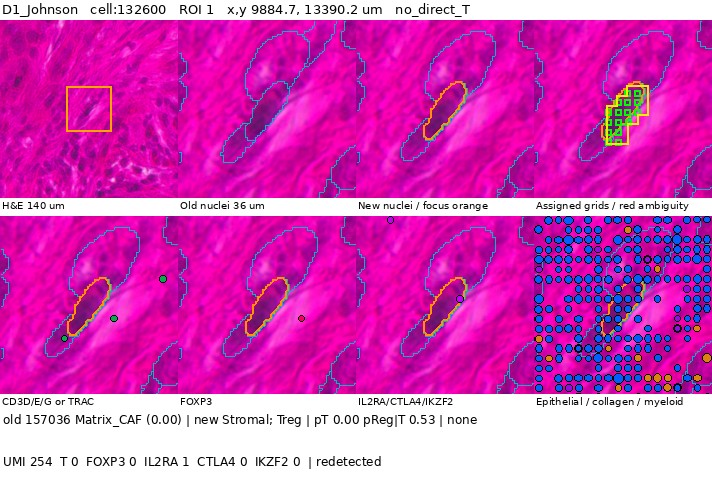 D1_Johnson cell:132600 ROI 1 x,y 9884.7, 13390.2 um no_direct_T
H&E 140 um
Old nuclei 36 um
New nuclei / focus orange
Assigned grids / red ambiguity
CD3D/E/G or TRAC
FOXP3
IL2RA/CTLA4/IKZF2
Epithelial / collagen / myeloid
old 157036 Matrix_CAF (0.00) | new Stromal; Treg | pT 0.00 pReg|T 0.53 | none
UMI 254 T 0 FOXP3 0 IL2RA 1 CTLA4 0 IKZF2 0 | redetected